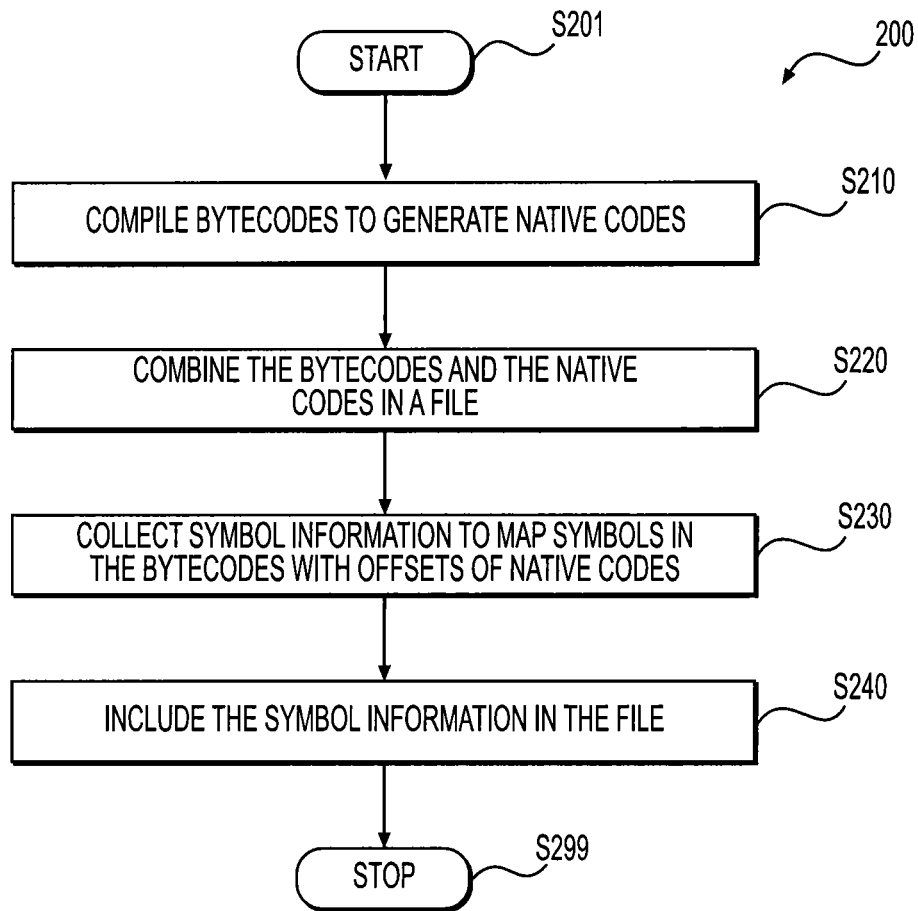 START
S201
200
COMPILE BYTECODES TO GENERATE NATIVE CODES
S210
COMBINE THE BYTECODES AND THE NATIVE
CODES IN A FILE
S220
COLLECT SYMBOL INFORMATION TO MAP SYMBOLS IN
THE BYTECODES WITH OFFSETS OF NATIVE CODES
S230
INCLUDE THE SYMBOL INFORMATION IN THE FILE
S240
STOP
S299